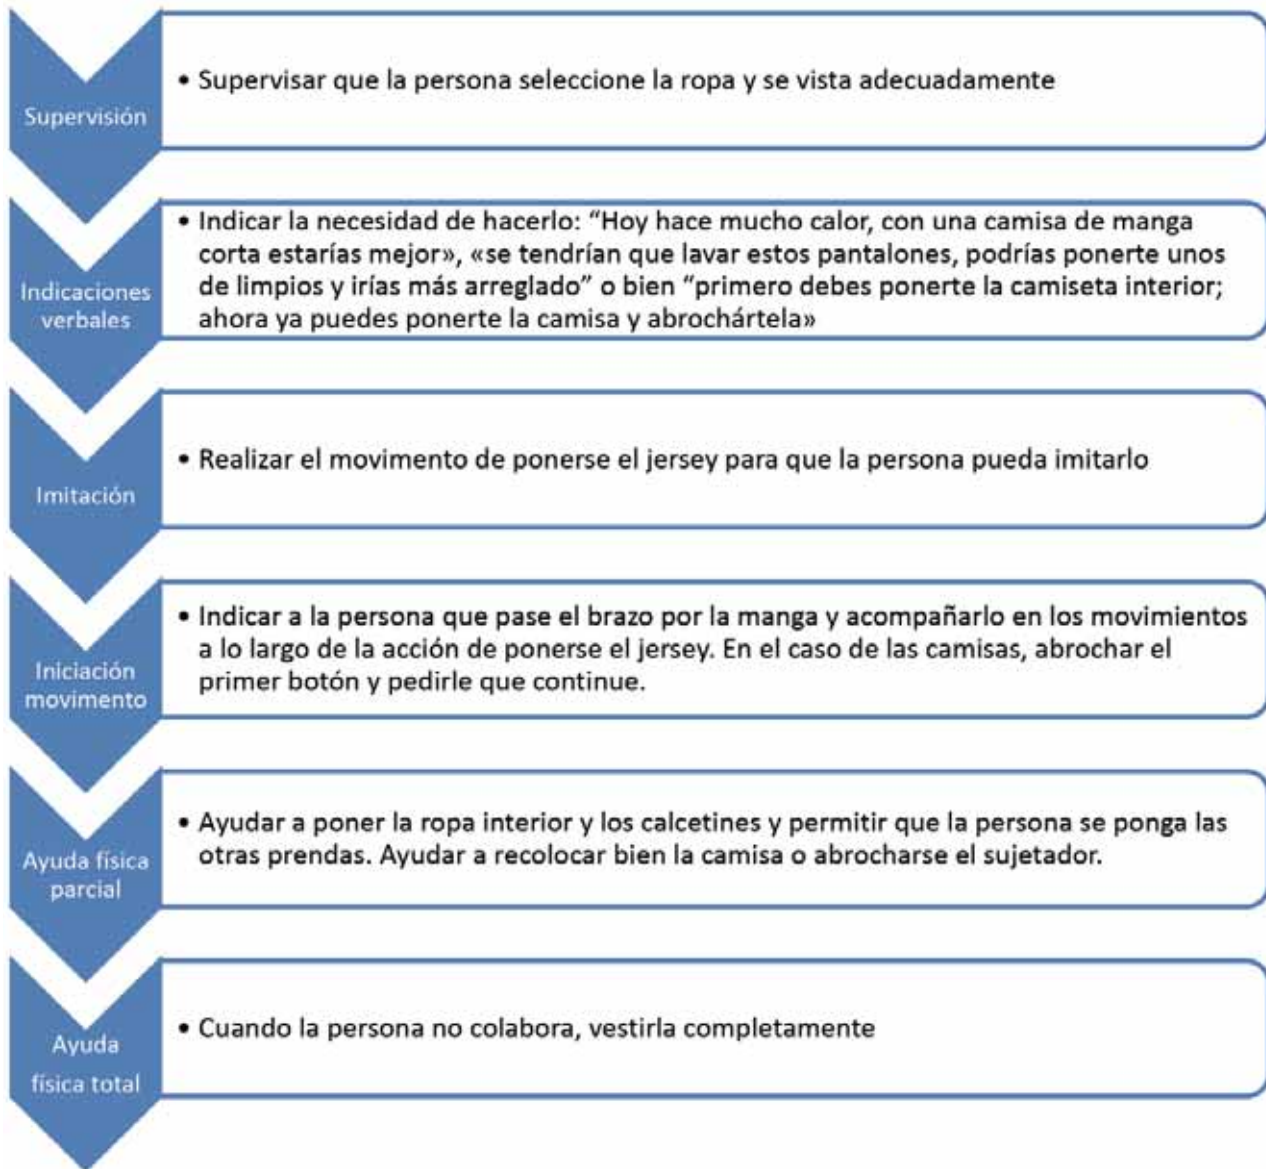 Supervisión
• Supervisar que la persona seleccione la ropa y se vista adecuadamente
Indicaciones
verbales
• Indicar la necesidad de hacerlo: “Hoy hace mucho calor, con una camisa de manga
corta estarías mejor», «se tendrían que lavar estos pantalones, podrías ponerte unos
de limpios y irías más arreglado” o bien “primero debes ponerte la camiseta interior;
ahora ya puedes ponerte la camisa y abrochártela»
Imitación
• Realizar el movimento de ponerse el jersey para que la persona pueda imitarlo
Iniciación
movimento
• Indicar a la persona que pase el brazo por la manga y acompañarlo en los movimientos
a lo largo de la acción de ponerse el jersey. En el caso de las camisas, abrochar el
primer botón y pedirle que continue.
Ayuda física
parcial
• Ayudar a poner la ropa interior y los calcetines y permitir que la persona se ponga las
otras prendas. Ayudar a recolocar bien la camisa o abrocharse el sujetador.
Ayuda
física total
• Cuando la persona no colabora, vestirla completamente